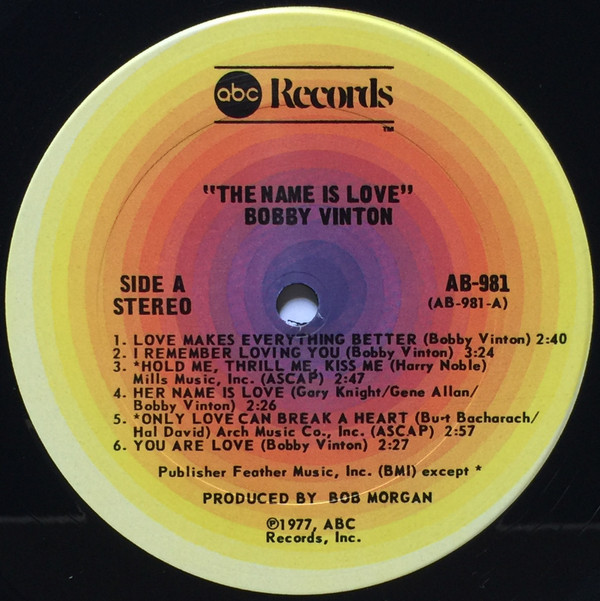 abc Records
TM
"THE NAME IS LOVE"
BOBBY VINTON
SIDE A
STEREO
AB-981
(AB-981-A)
1. LOVE MAKES EVERYTHING BETTER (Bobby Vinton) 2:40
2. I REMEMBER LOVING YOU (Bobby Vinton) 3:24
3. *HOLD ME, THRILL ME, KISS ME (Harry Noble)
Mills Music, Inc. (ASCAP) 2:47
4. HER NAME IS LOVE (Gary Knight/Gene Allan/
Bobby Vinton) 2:26
5. *ONLY LOVE CAN BREAK A HEART (Burt Bacharach/
Hal David) Arch Music Co., Inc. (ASCAP) 2:57
6. YOU ARE LOVE (Bobby Vinton) 2:27
Publisher Feather Music, Inc. (BMI) except *
PRODUCED BY BOB MORGAN
℗1977, ABC
Records, Inc.